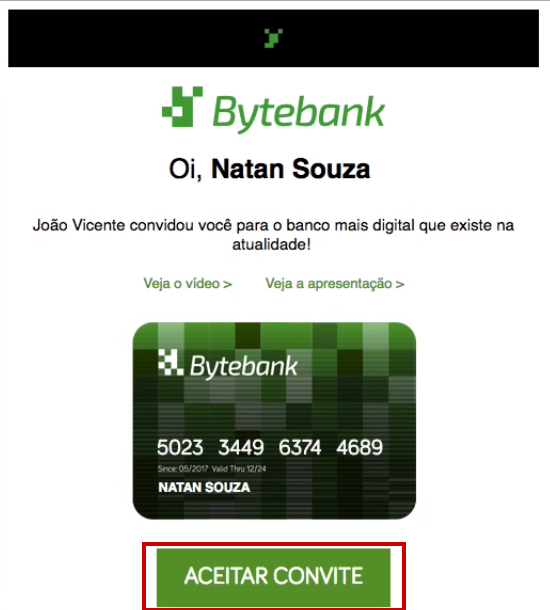 Bytebank
Oi, Natan Souza
João Vicente convidou você para o banco mais digital que existe na
atualidade!
Veja o vídeo > Veja a apresentação >
Bytebank
5023 3449 6374 4689
Since: 05/2017 Valid Thru 12/24
NATAN SOUZA
ACEITAR CONVITE